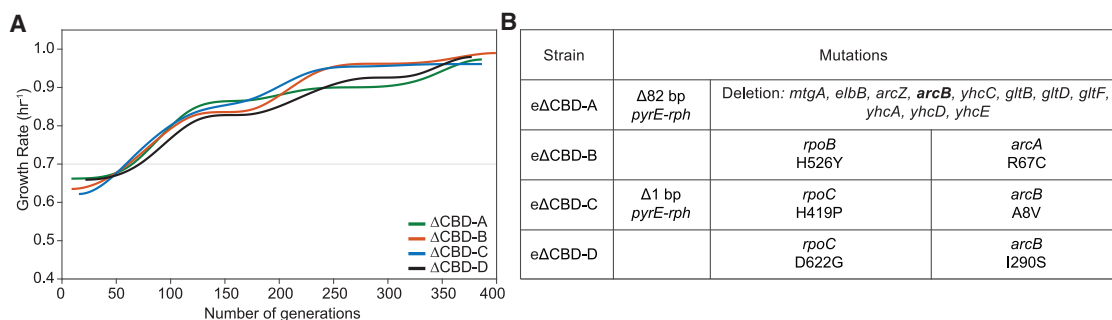 A
Growth Rate (hr⁻¹)
1.0
0.9
0.8
0.7
0.6
0.5
0.4
0 50 100 150 200 250 300 350 400
Number of generations
ΔCBD-A
ΔCBD-B
ΔCBD-C
ΔCBD-D
B
Strain Mutations
eΔCBD-A Δ82 bp pyrE-rph Deletion: mtgA, elbB, arcZ, arcB, yhcC, gltB, gltD, gltF,
yhcA, yhcD, yhcE
eΔCBD-B rpoB arcA
H526Y R67C
eΔCBD-C Δ1 bp pyrE-rph rpoC arcB
H419P A8V
eΔCBD-D rpoC arcB
D622G I290S